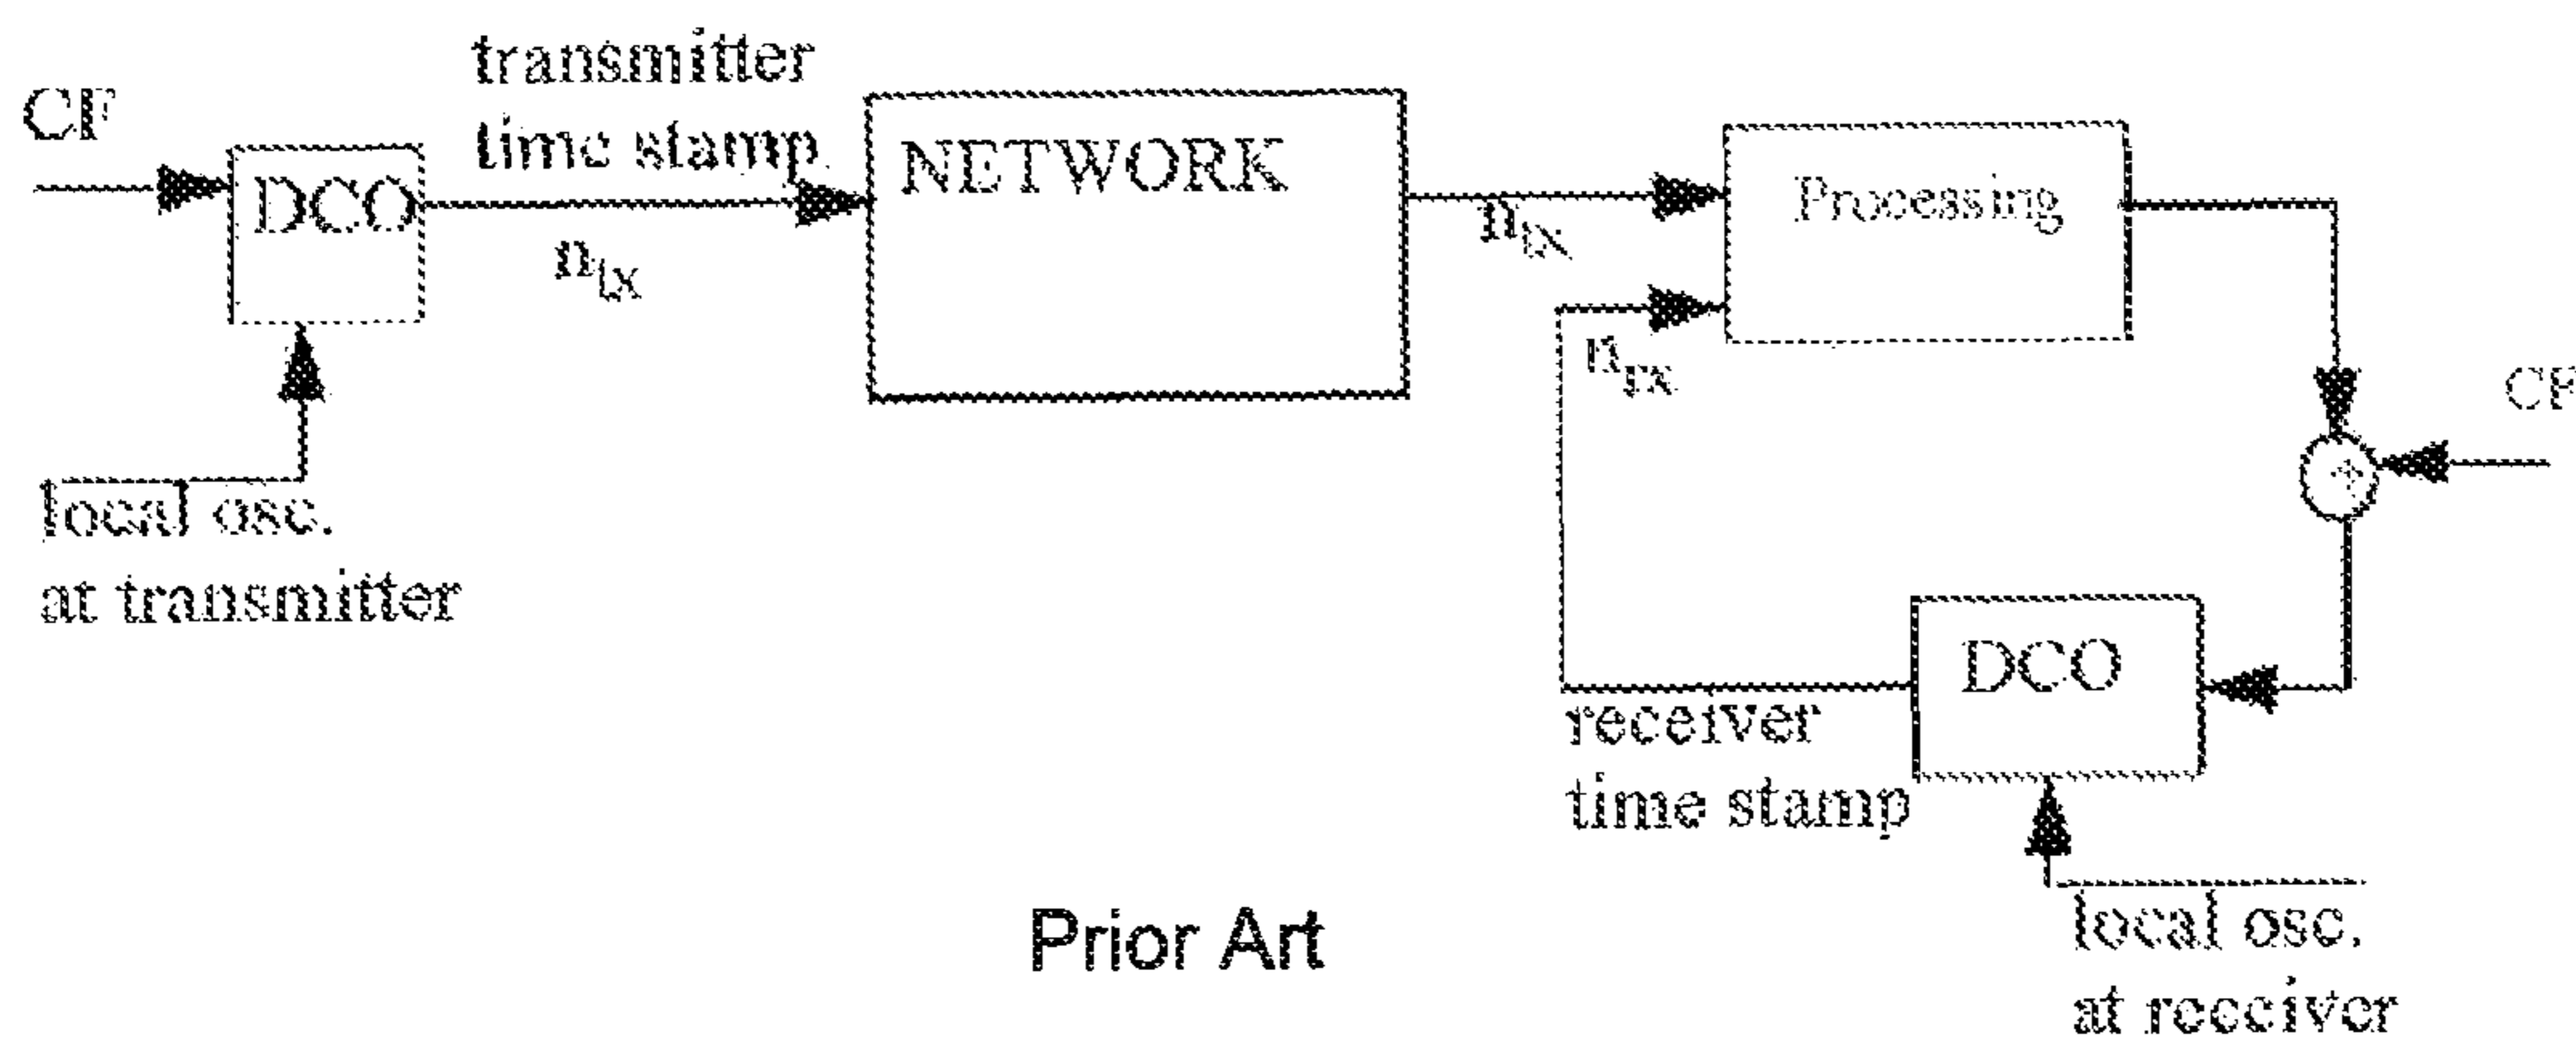 CF
transmitter
time stamp
DCO
n_tx
local osc.
at transmitter
NETWORK
n_tx
n_rx
Processing
CF
+
DCO
receiver
time stamp
local osc.
at receiver
Prior Art